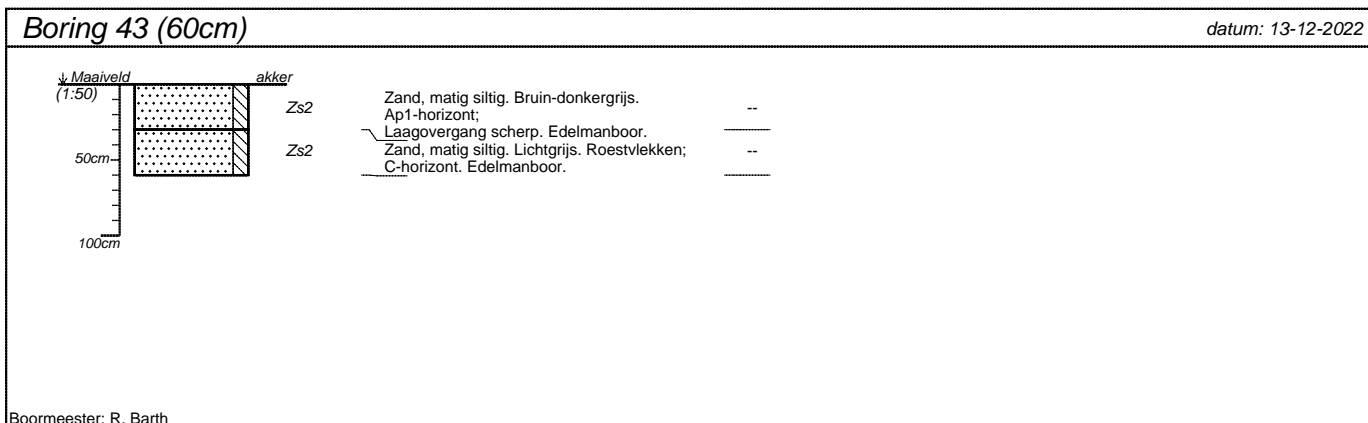 Boring 43 (60cm)
datum: 13-12-2022
Maaiveld
akker
(1:50)
Zs2
Zand, matig siltig. Bruin-donkergrijs.
Ap1-horizont;
Laagovergang scherp. Edelmanboor.
--
50cm
Zs2
Zand, matig siltig. Lichtgrijs. Roestvlekken;
C-horizont. Edelmanboor.
--
100cm
Boormeester: R. Barth